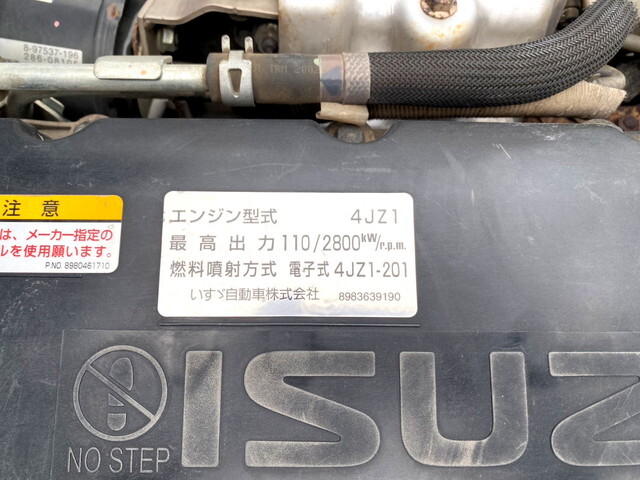 8-97537-196
注意
は、メーカー指定の
ルを使用願います。
P.NO. 8980461710
エンジン型式 4JZ1
最高出力 110/2800kW/r.p.m.
燃料噴射方式 電子式 4JZ1-201
いすゞ自動車株式会社 8983639190
NO STEP
ISUZ